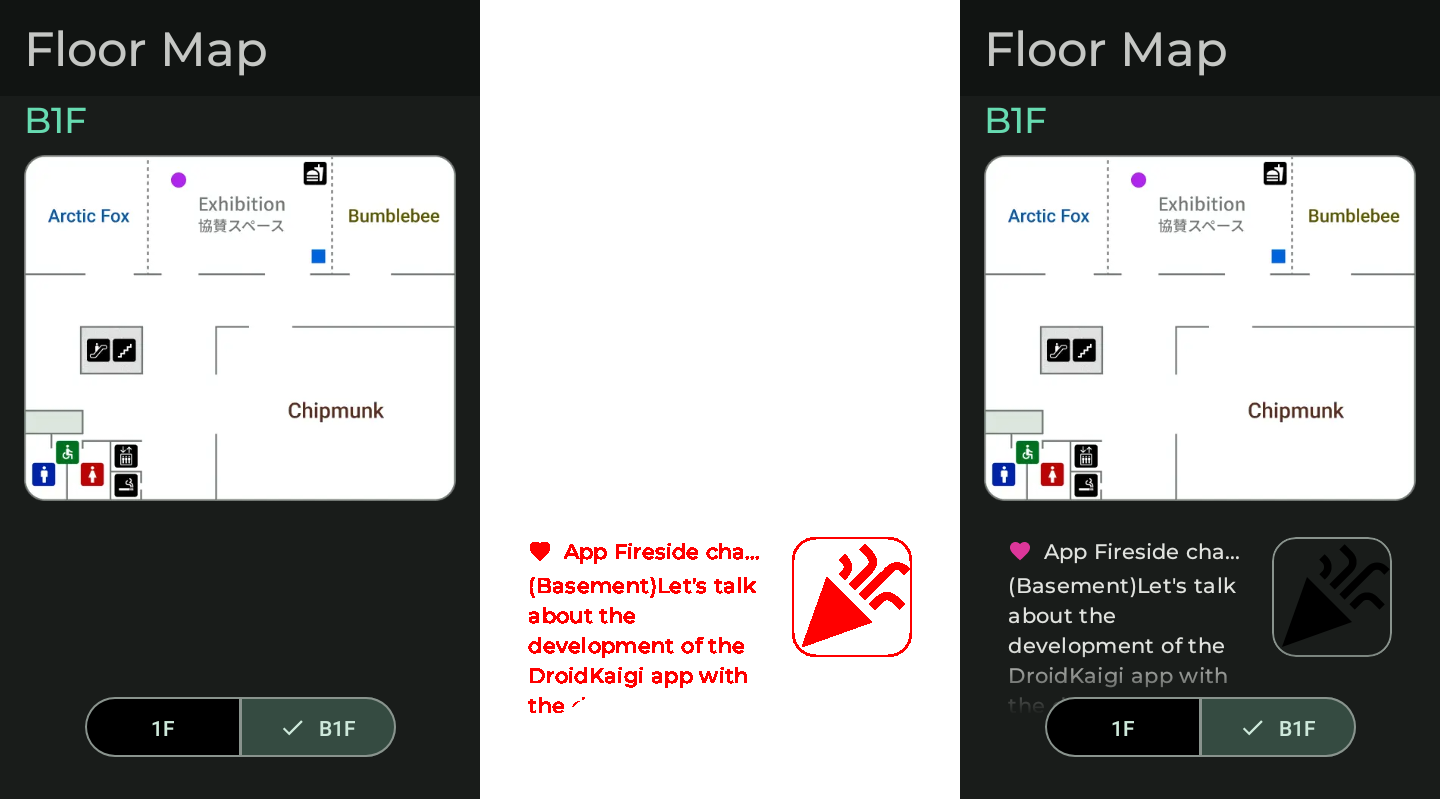 Floor Map
B1F
Arctic Fox
Exhibition
協賛スペース
Bumblebee
Chipmunk
1F
B1F
App Fireside cha...
(Basement)Let's talk
about the
development of the
DroidKaigi app with
the
Floor Map
B1F
Arctic Fox
Exhibition
協賛スペース
Bumblebee
Chipmunk
App Fireside cha...
(Basement)Let's talk
about the
development of the
DroidKaigi app with
the
1F
B1F